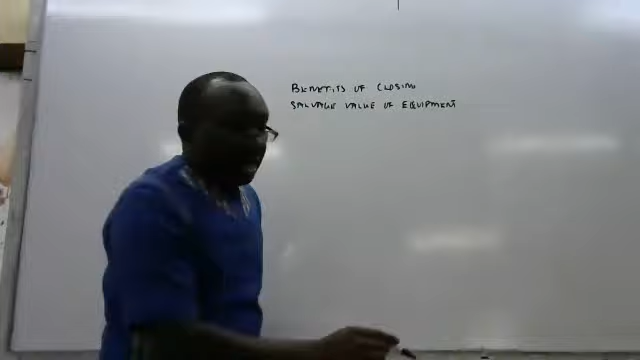 BENEFITS OF CLOSING
SALVAGE VALUE OF EQUIPMENT